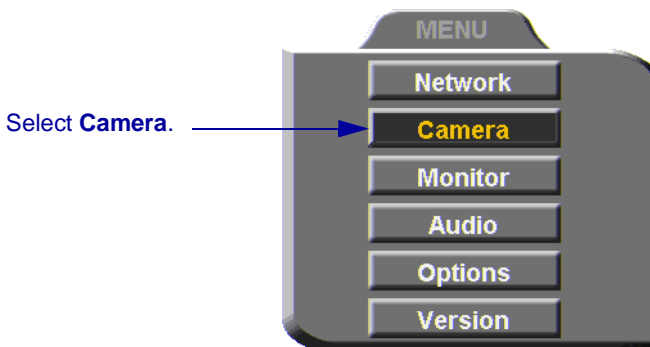 MENU
Network
Select Camera.
Camera
Monitor
Audio
Options
Version